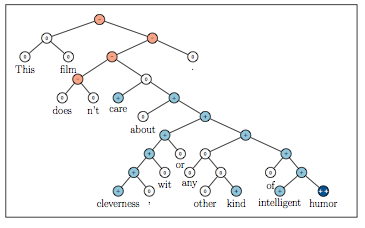 This film .
does n't care
about
or
wit any of
cleverness , other kind intelligent humor